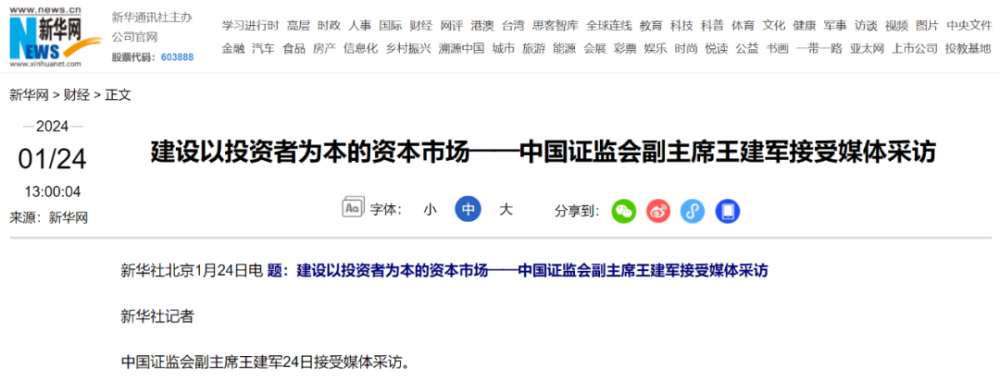 www.news.cn
新华网
NEWS
www.xinhuanet.com
新华通讯社主办
公司官网
股票代码：603888
学习进行时 高层 时政 人事 国际 财经 网评 港澳 台湾 思客智库 全球连线 教育 科技 科普 体育 文化 健康 军事 访谈 视频 图片 中央文件
金融 汽车 食品 房产 信息化 乡村振兴 溯源中国 城市 旅游 能源 会展 彩票 娱乐 时尚 悦读 公益 书画 一带一路 亚太网 上市公司 投教基地
新华网 > 财经 > 正文
2024
01/24
13:00:04
来源：新华网
建设以投资者为本的资本市场——中国证监会副主席王建军接受媒体采访
Aa 字体： 小 中 大 分享到：
新华社北京1月24日电 题：建设以投资者为本的资本市场——中国证监会副主席王建军接受媒体采访
新华社记者
中国证监会副主席王建军24日接受媒体采访。